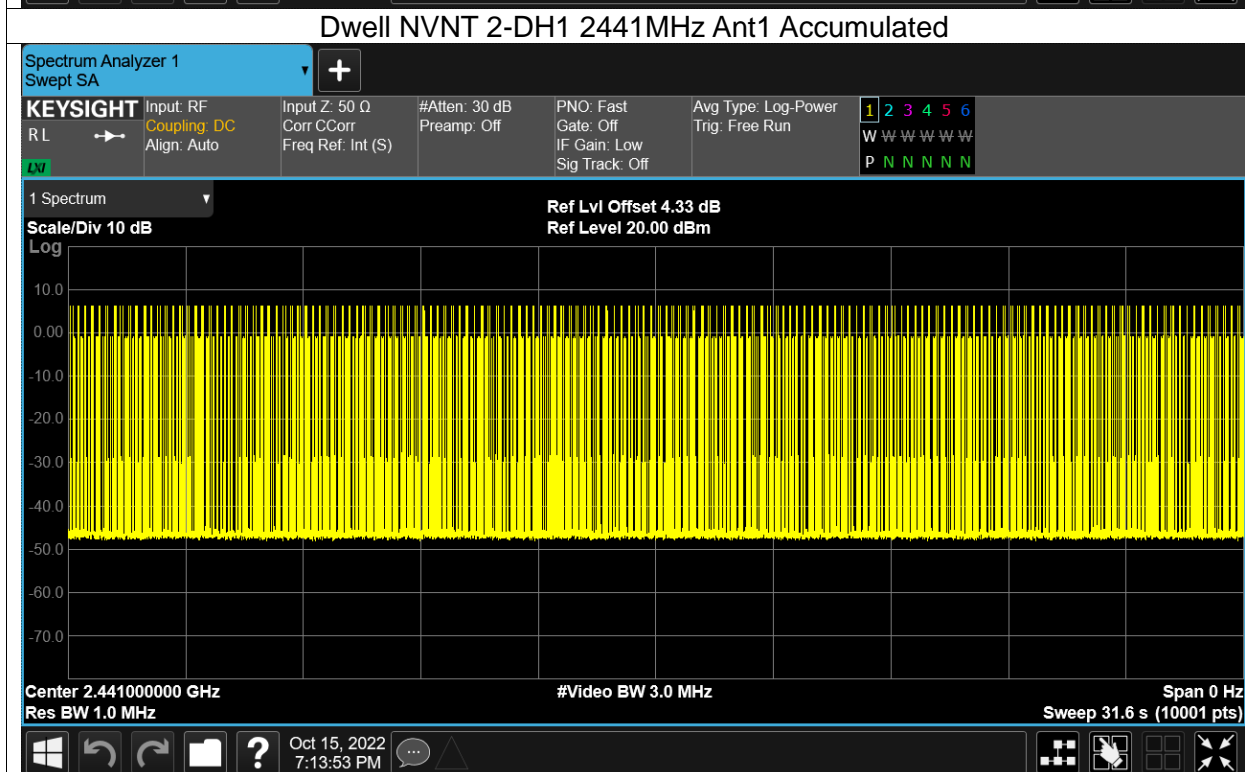 Dwell NVNT 2-DH1 2441MHz Ant1 Accumulated
Spectrum Analyzer 1
Swept SA
KEYSIGHT Input: RF Input Z: 50 Ω #Atten: 30 dB PNO: Fast Avg Type: Log-Power 1 2 3 4 5 6
R L Coupling: DC Corr CCorr Preamp: Off Gate: Off Trig: Free Run W W W W W W
Align: Auto Freq Ref: Int (S) IF Gain: Low
LXI Sig Track: Off P N N N N N
1 Spectrum Ref Lvl Offset 4.33 dB
Scale/Div 10 dB Ref Level 20.00 dBm
Log
10.0
0.00
-10.0
-20.0
-30.0
-40.0
-50.0
-60.0
-70.0
Center 2.441000000 GHz #Video BW 3.0 MHz Span 0 Hz
Res BW 1.0 MHz Sweep 31.6 s (10001 pts)
? Oct 15, 2022
7:13:53 PM